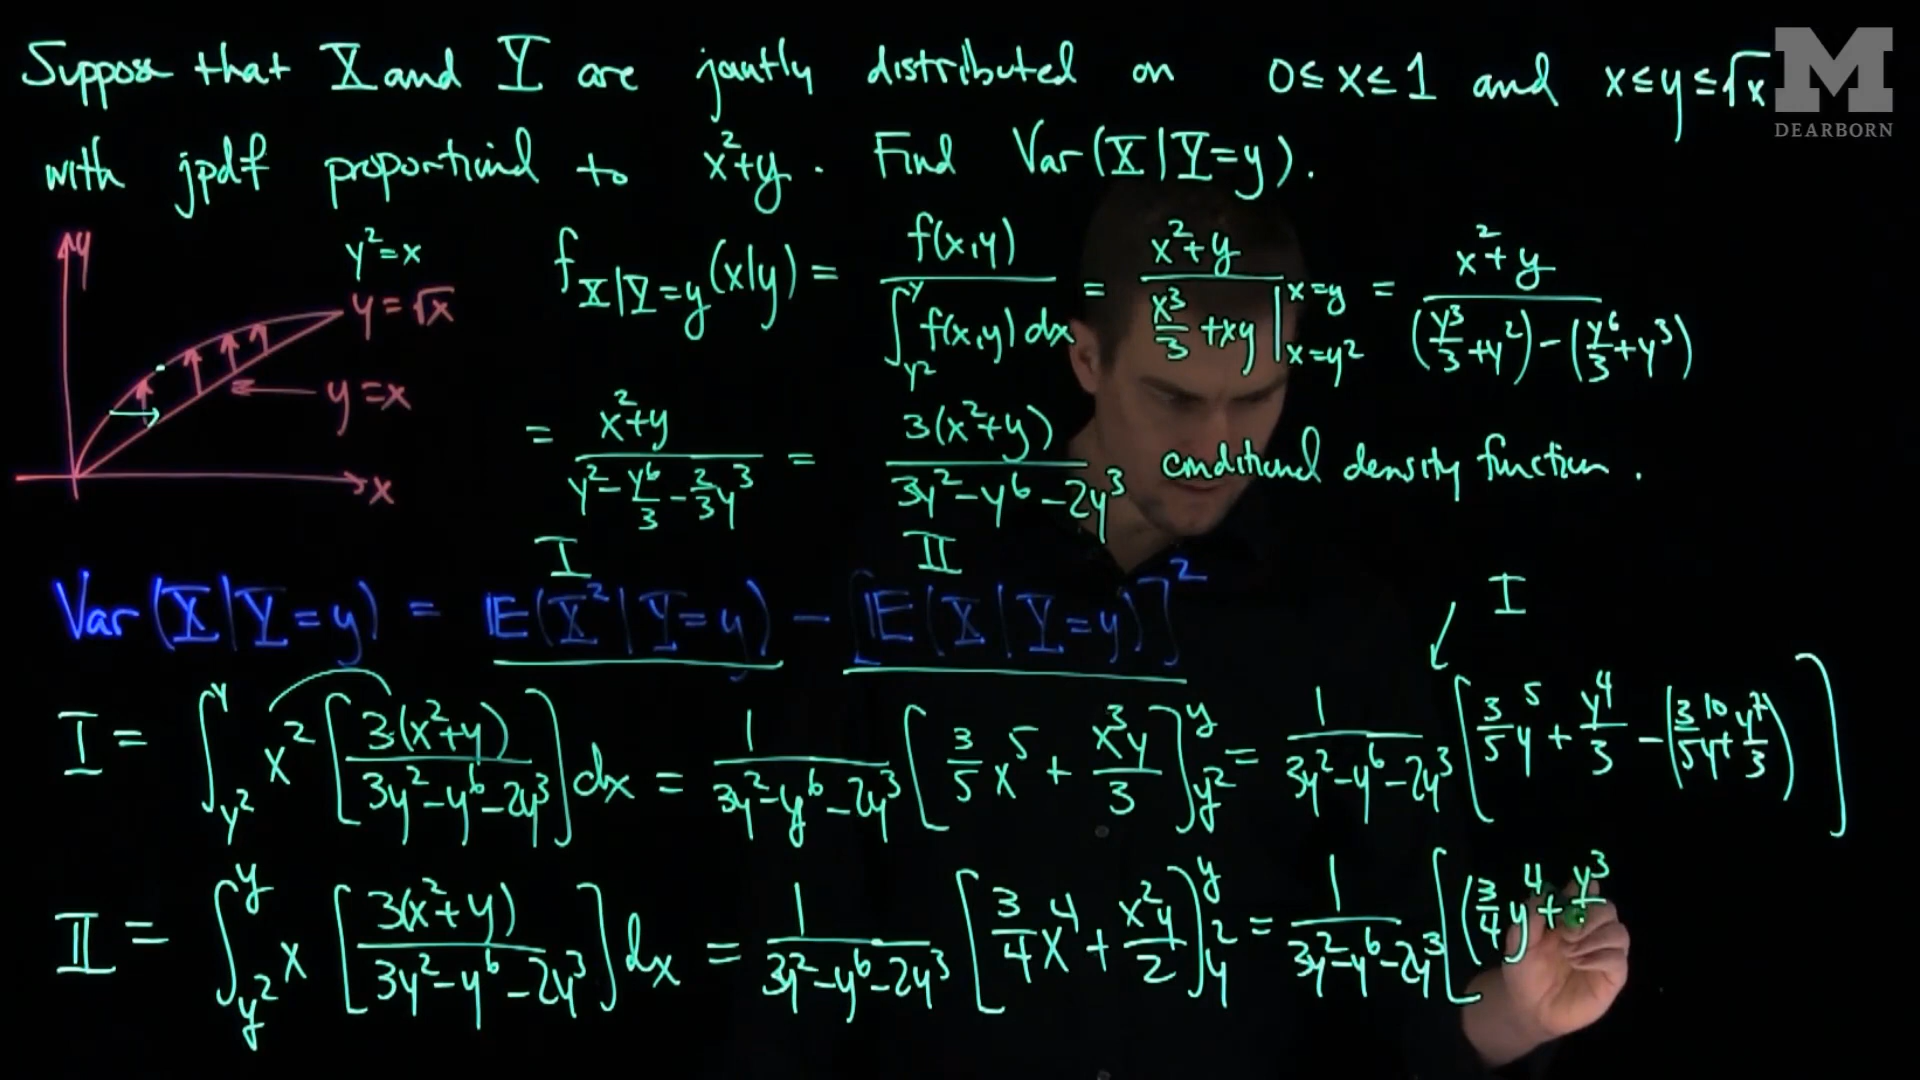 Suppose that X and Y are jointly distributed on 0≤x≤1 and x≤y≤√x
M
DEARBORN
with jpdf proportional to x²+y. Find Var(X|Y=y).
y
y²=x
y=√x
y=x
x
f_{X|Y=y}(x|y) = f(x,y) / ∫_{y²}^{y} f(x,y) dx = (x²+y) / (x³/3 + xy |_{x=y²}^{x=y}) = (x²+y) / ((y³/3 + y²) - (y⁶/3 + y³))
= (x²+y) / (y² - y⁶/3 - 2/3 y³) = 3(x²+y) / (3y² - y⁶ - 2y³) conditional density function.
I II
Var(X|Y=y) = E(X²|Y=y) - [E(X|Y=y)]²
I
I = ∫_{y²}^{y} x² [3(x²+y) / (3y²-y⁶-2y³)] dx = 1/(3y²-y⁶-2y³) [3/5 x⁵ + x³y/3]_{y²}^{y} = 1/(3y²-y⁶-2y³) [3/5 y⁵ + y⁴/3 - (3/5 y¹⁰ + y⁷/3)]
II = ∫_{y²}^{y} x [3(x²+y) / (3y²-y⁶-2y³)] dx = 1/(3y²-y⁶-2y³) [3/4 x⁴ + x²y/2]_{y²}^{y} = 1/(3y²-y⁶-2y³) [(3/4 y⁴ + y³/